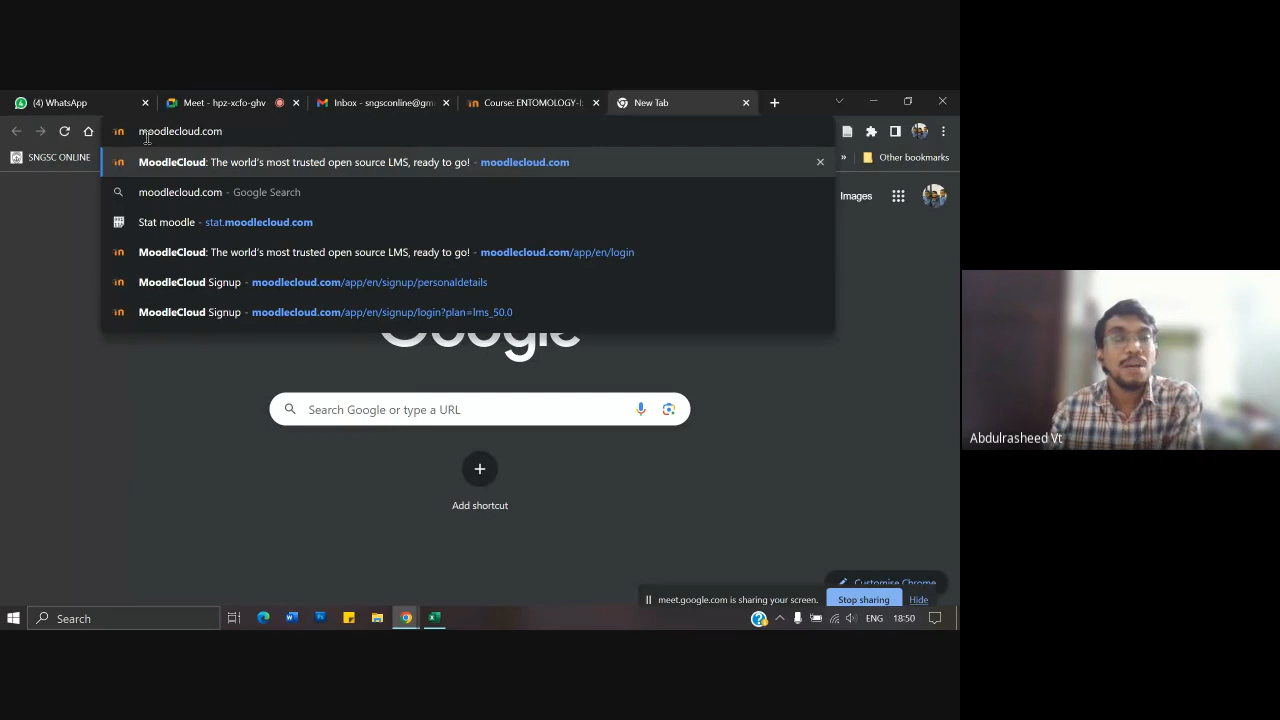 (4) WhatsApp
Meet - hpz-xcfo-ghv
Inbox - sngsconline@gm
Course: ENTOMOLOGY-I
New Tab
moodlecloud.com
SNGSC ONLINE
» Other bookmarks
MoodleCloud: The world's most trusted open source LMS, ready to go! - moodlecloud.com
moodlecloud.com - Google Search
Images
Stat moodle - stat.moodlecloud.com
MoodleCloud: The world's most trusted open source LMS, ready to go! - moodlecloud.com/app/en/login
MoodleCloud Signup - moodlecloud.com/app/en/signup/personaldetails
MoodleCloud Signup - moodlecloud.com/app/en/signup/login?plan=lms_50.0
Google
Search Google or type a URL
Add shortcut
Abdulrasheed Vt
Customise Chrome
meet.google.com is sharing your screen.
Stop sharing
Hide
Search
ENG
18:50